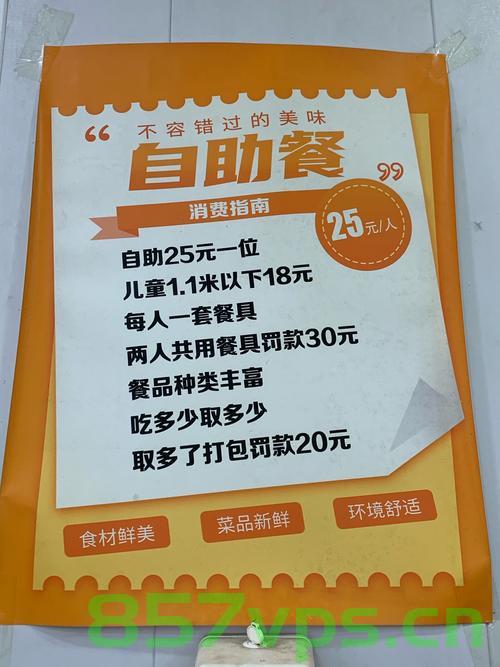 不容错过的美味
“自助餐”
消费指南
25元/人
自助25元一位
儿童1.1米以下18元
每人一套餐具
两人共用餐具罚款30元
餐品种类丰富
吃多少取多少
取多了打包罚款20元
食材鲜美
菜品新鲜
环境舒适
857vps.cn